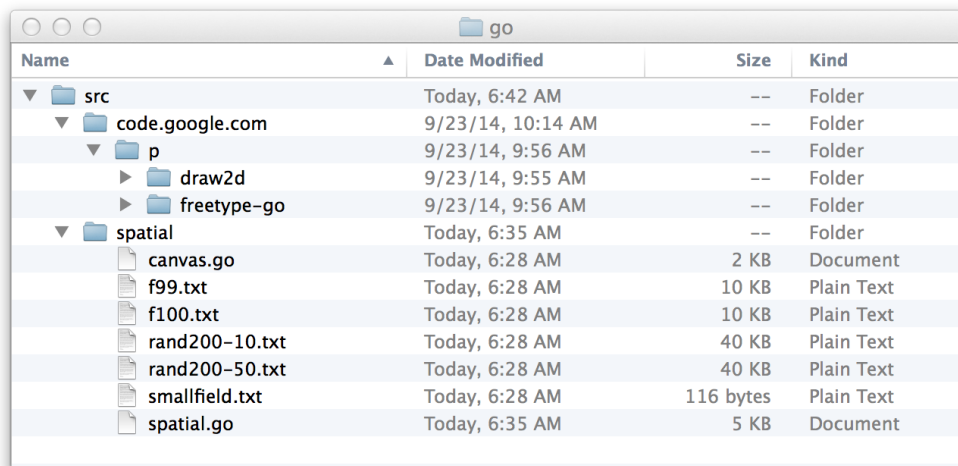 go
Name Date Modified Size Kind
src Today, 6:42 AM -- Folder
code.google.com 9/23/14, 10:14 AM -- Folder
p 9/23/14, 9:56 AM -- Folder
draw2d 9/23/14, 9:55 AM -- Folder
freetype-go 9/23/14, 9:56 AM -- Folder
spatial Today, 6:35 AM -- Folder
canvas.go Today, 6:28 AM 2 KB Document
f99.txt Today, 6:28 AM 10 KB Plain Text
f100.txt Today, 6:28 AM 10 KB Plain Text
rand200-10.txt Today, 6:28 AM 40 KB Plain Text
rand200-50.txt Today, 6:28 AM 40 KB Plain Text
smallfield.txt Today, 6:28 AM 116 bytes Plain Text
spatial.go Today, 6:35 AM 5 KB Document